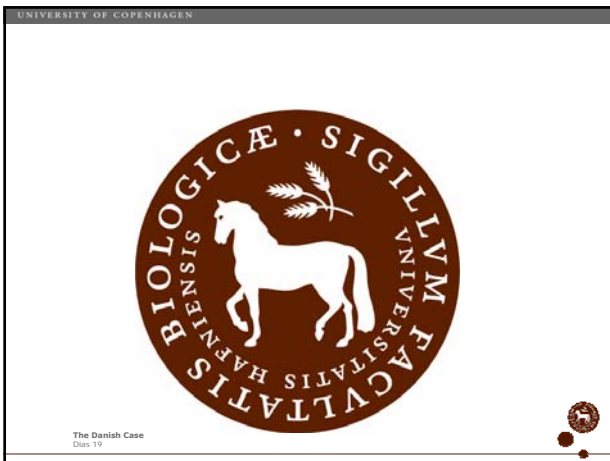 UNIVERSITY OF COPENHAGEN
SIGILLVM FACVLTATIS BIOLOGICÆ ·
VNIVERSITATIS HAFNIENSIS
The Danish Case
Dias 19